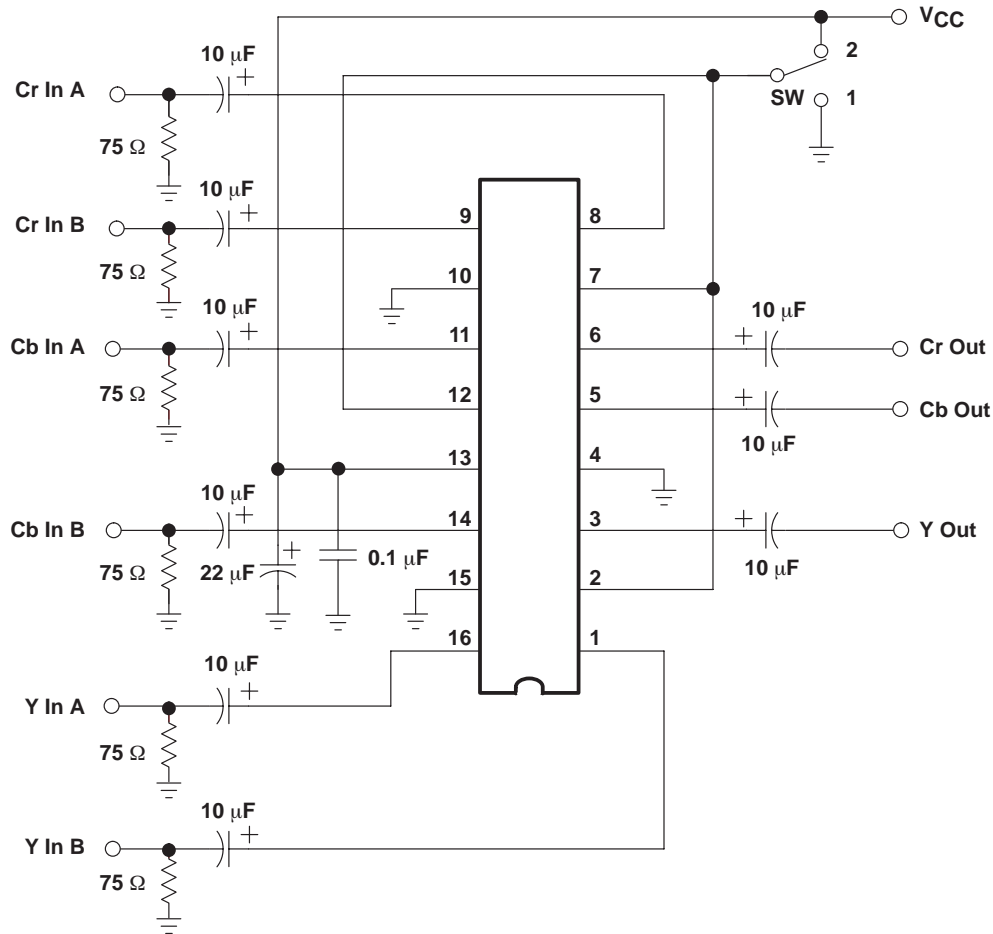 VCC
2
10 μF
+
SW
1
Cr In A
75 Ω
10 μF
+
Cr In B
9
8
75 Ω
10
7
10 μF
+
10 μF
+
Cb In A
11
6
Cr Out
75 Ω
12
5
+
Cb Out
10 μF
13
4
10 μF
+
Cb In B
14
3
+
Y Out
75 Ω
22 μF
+
0.1 μF
10 μF
15
2
16
1
10 μF
+
Y In A
75 Ω
10 μF
+
Y In B
75 Ω